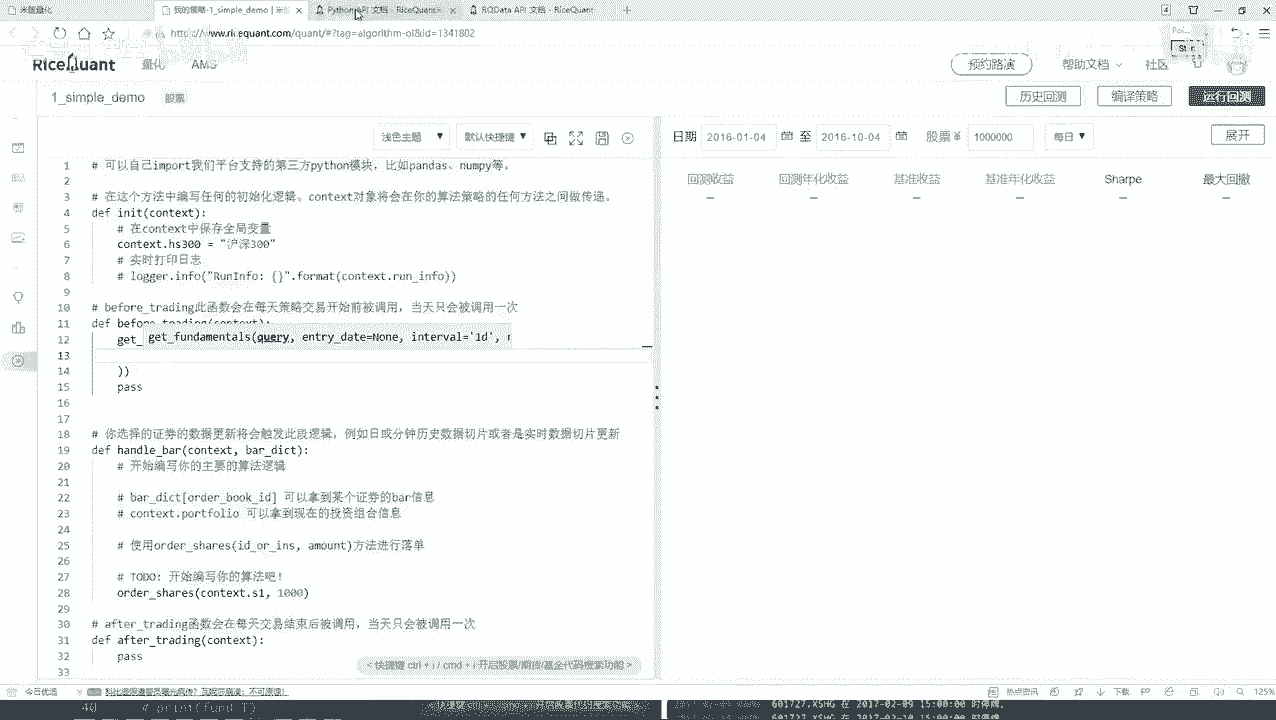 米筐量化
我的策略-1_simple_demo | 米筐
Python API 文档 - RiceQuant
RQData API 文档 - RiceQuant
4
https://www.ricequant.com/quant/#?tag=algorithm-ol&id=1341802
RiceQuant
量化
AMS
预约路演
帮助文档
社区
1_simple_demo
股票
历史回测
编译策略
运行回测
浅色主题
默认快捷键
日期 2016-01-04 至 2016-10-04 股票 ¥ 1000000 每日
展开
回测收益 回测年化收益 基准收益 基准年化收益 Sharpe 最大回撤
— — — — — —
1 # 可以自己import我们平台支持的第三方python模块，比如pandas、numpy等。
2
3 # 在这个方法中编写任何的初始化逻辑。context对象将会在你的算法策略的任何方法之间做传递。
4 def init(context):
5 # 在context中保存全局变量
6 context.hs300 = "沪深300"
7 # 实时打印日志
8 # logger.info("RunInfo: {}".format(context.run_info))
9
10 # before_trading此函数会在每天策略交易开始前被调用，当天只会被调用一次
11 def before_trading(context):
12 get_
get_fundamentals(query, entry_date=None, interval='1d', r
13
14 ))
15 pass
16
17
18 # 你选择的证券的数据更新将会触发此段逻辑，例如日或分钟历史数据切片或者是实时数据切片更新
19 def handle_bar(context, bar_dict):
20 # 开始编写你的主要的算法逻辑
21
22 # bar_dict[order_book_id] 可以拿到某个证券的bar信息
23 # context.portfolio 可以拿到现在的投资组合信息
24
25 # 使用order_shares(id_or_ins, amount)方法进行落单
26
27 # TODO: 开始编写你的算法吧！
28 order_shares(context.s1, 1000)
29
30 # after_trading函数会在每天交易结束后被调用，当天只会被调用一次
31 def after_trading(context):
32 pass
33
< 快捷键 ctrl + i / cmd + i 开启股票/期货/基金代码搜索功能 >
今日优选
热点资讯
下载
125%
40 # print(fund T)
601727.XSHG 在 2017-02-09 15:00:00 时停牌.
601727.XSHG 在 2017-02-10 15:00:00 时停牌.